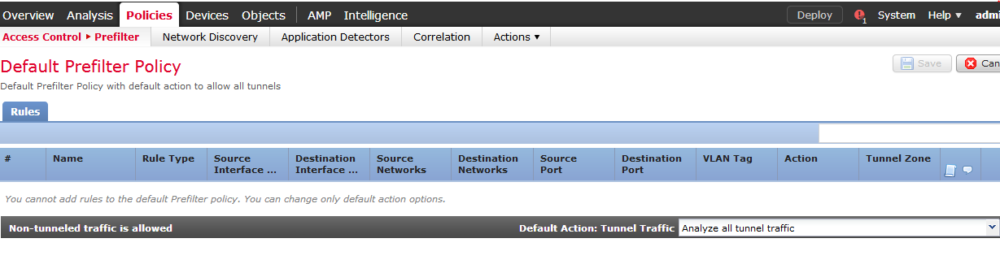 Overview Analysis Policies Devices Objects AMP Intelligence Deploy 1 System Help ▼ admi
Access Control ▸ Prefilter Network Discovery Application Detectors Correlation Actions ▼
Default Prefilter Policy
Save Can
Default Prefilter Policy with default action to allow all tunnels
Rules
# Name Rule Type Source Interface ... Destination Interface ... Source Networks Destination Networks Source Port Destination Port VLAN Tag Action Tunnel Zone
You cannot add rules to the default Prefilter policy. You can change only default action options.
Non-tunneled traffic is allowed Default Action: Tunnel Traffic Analyze all tunnel traffic